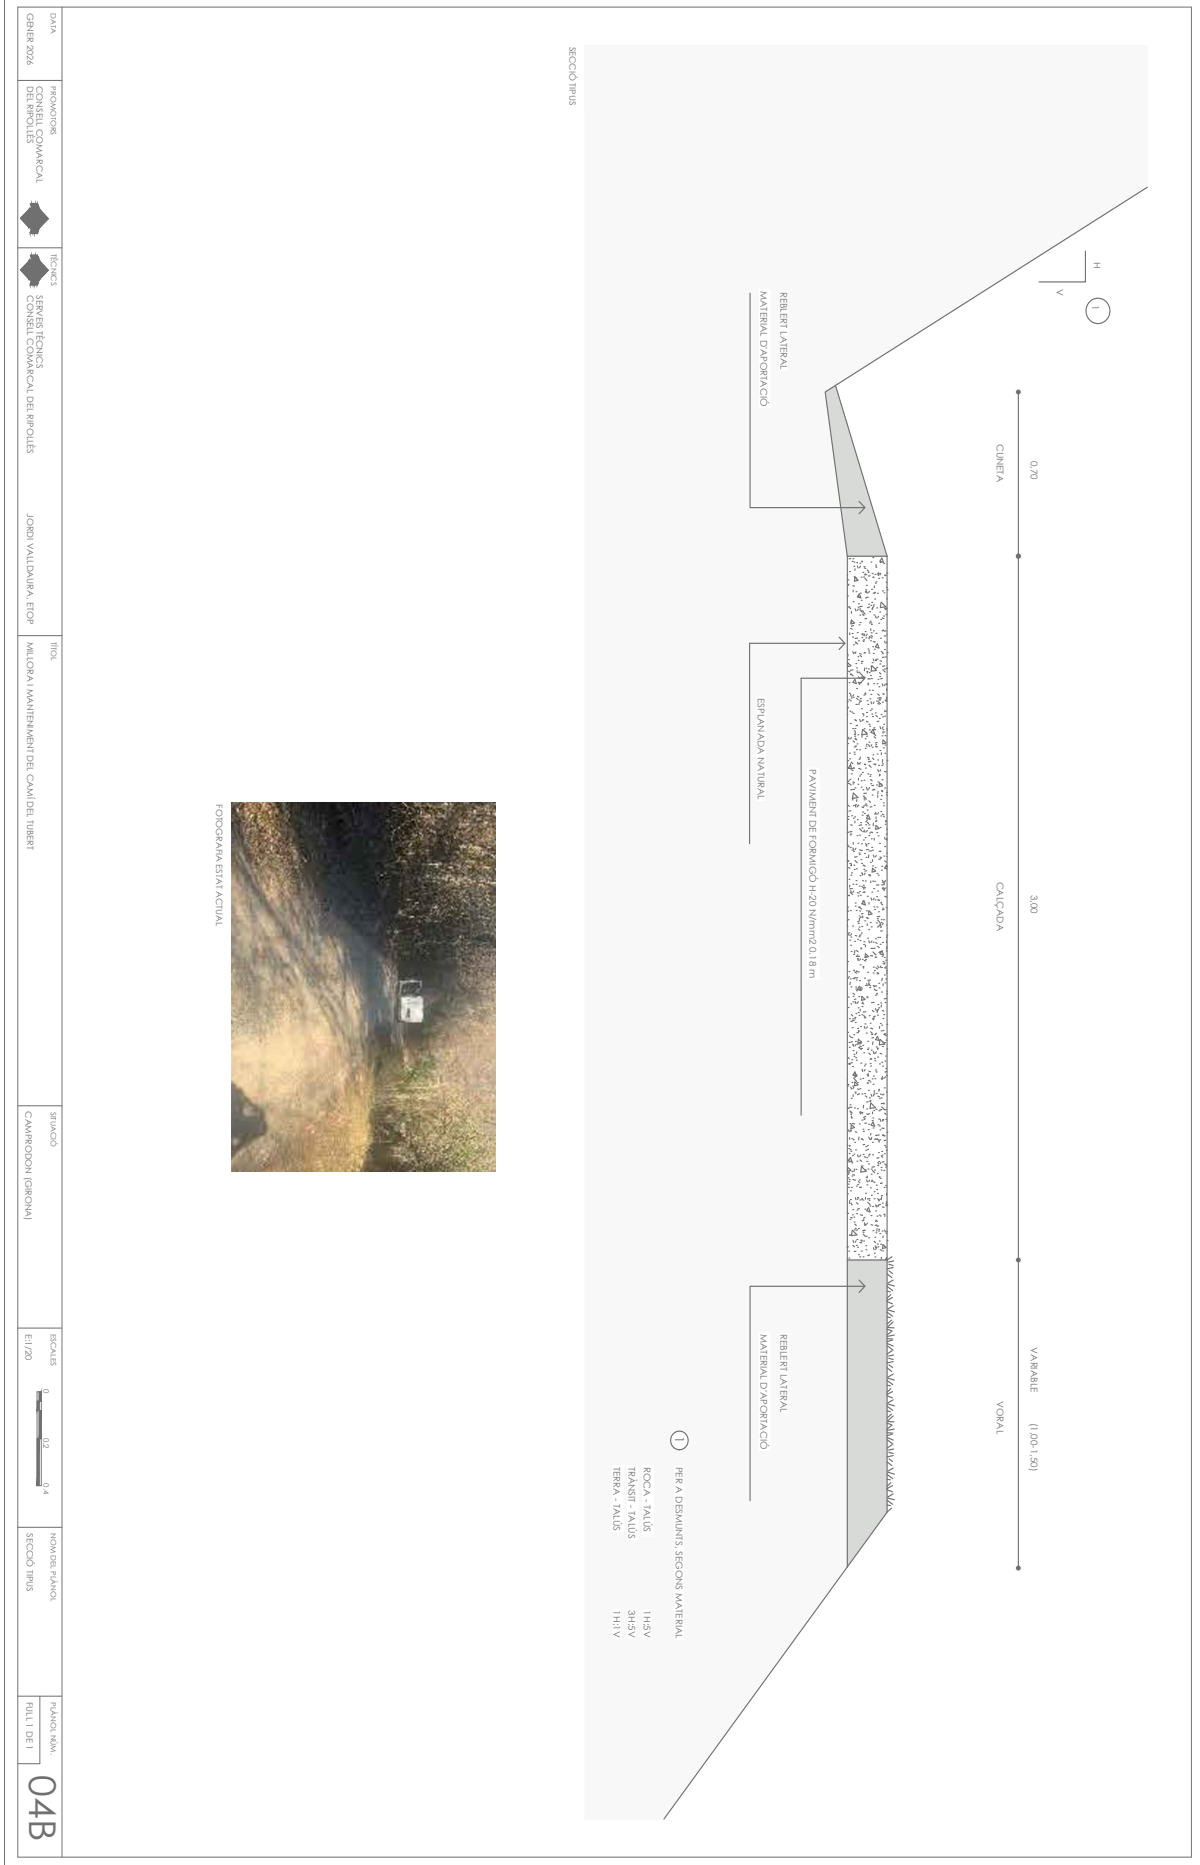 H
V
1
0,70
3,00
VARIABLE (1,00-1,50)
CUNETA
CALÇADA
VORAL
REBLERT LATERAL
MATERIAL D'APORTACIÓ
ESPLANADA NATURAL
PAVIMENT DE FORMIGÓ H-20 N/mm2 0.18 m
REBLERT LATERAL
MATERIAL D'APORTACIÓ
1 PER A DESMUNTS, SEGONS MATERIAL
ROCA - TALÚS 1H:5V
TRÀNSIT - TALÚS 3H:5V
TERRA - TALÚS 1H:1V
SECCIÓ TIPUS
FOTOGRAFIA ESTAT ACTUAL
DATA
GENER 2026
PROMOTORS
CONSELL COMARCAL
DEL RIPOLLÈS
TÈCNICS
SERVEIS TÈCNICS
CONSELL COMARCAL DEL RIPOLLÈS
JORDI VALLDAURA, ETOP
TÍTOL
MILLORA I MANTENIMENT DEL CAMÍ DEL TUBERT
SITUACIÓ
CAMPRODON (GIRONA)
ESCALES
E:1/20
0 0.2 0.4
NOM DEL PLÀNOL
SECCIÓ TIPUS
PLÀNOL NÚM.
FULL 1 DE 1
04B